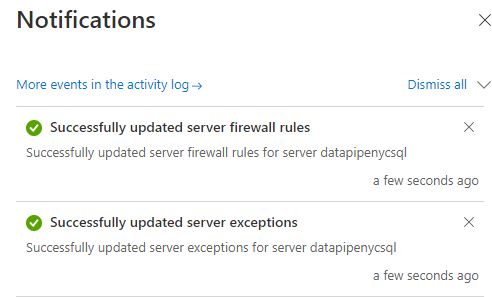 Notifications
More events in the activity log → Dismiss all
Successfully updated server firewall rules
Successfully updated server firewall rules for server datapipenycsql
a few seconds ago
Successfully updated server exceptions
Successfully updated server exceptions for server datapipenycsql
a few seconds ago